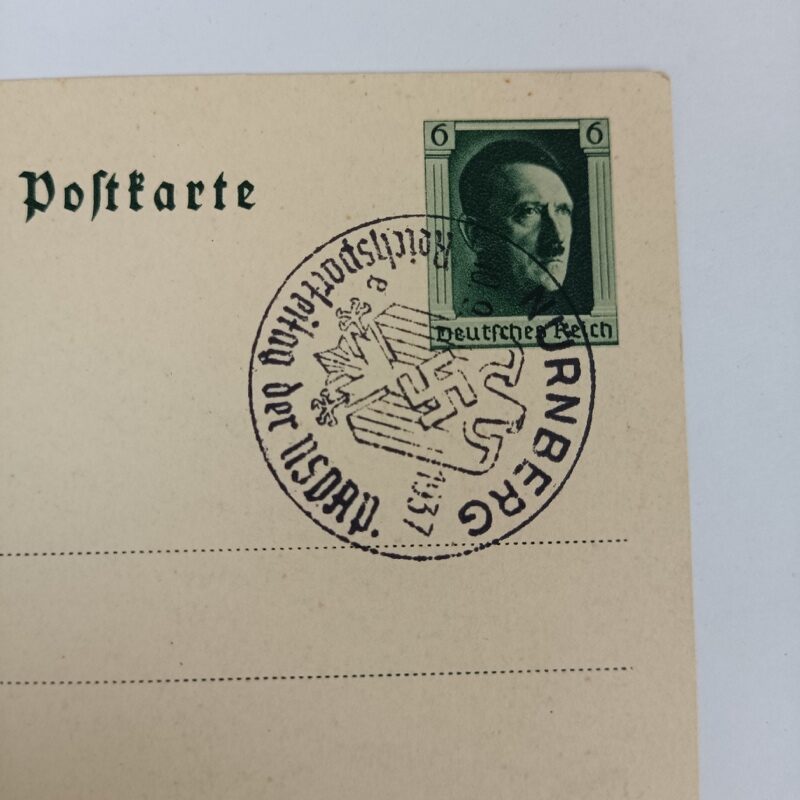 Postkarte
6 6
Deutsches Reich
NÜRNBERG
Reichsparteitag der NSDAP.
1937
e